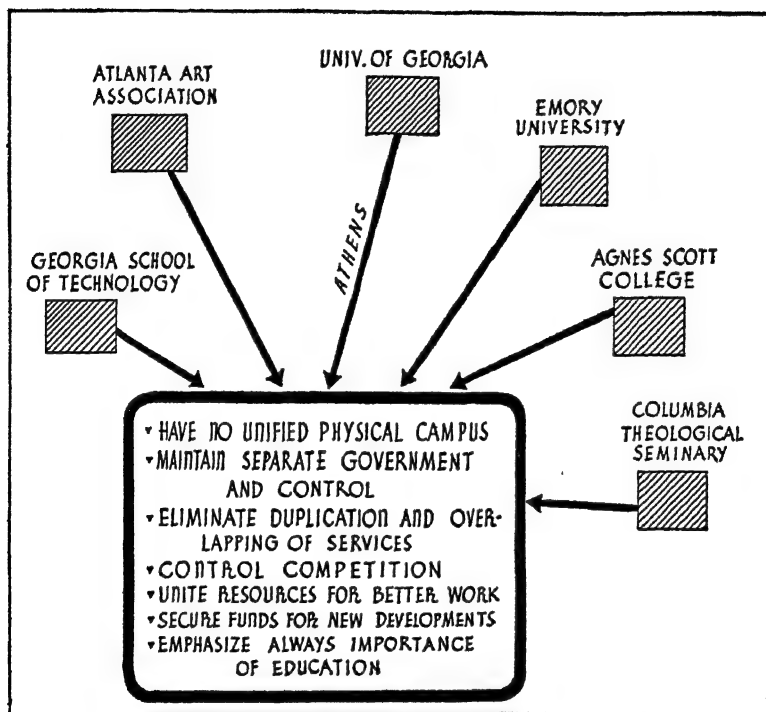 UNIV. OF GEORGIA
ATLANTA ART
ASSOCIATION
EMORY
UNIVERSITY
ATHENS
GEORGIA SCHOOL
OF TECHNOLOGY
AGNES SCOTT
COLLEGE
COLUMBIA
THEOLOGICAL
SEMINARY
HAVE NO UNIFIED PHYSICAL CAMPUS
MAINTAIN SEPARATE GOVERNMENT
AND CONTROL
ELIMINATE DUPLICATION AND OVER-
LAPPING OF SERVICES
CONTROL COMPETITION
UNITE RESOURCES FOR BETTER WORK
SECURE FUNDS FOR NEW DEVELOPMENTS
EMPHASIZE ALWAYS IMPORTANCE
OF EDUCATION